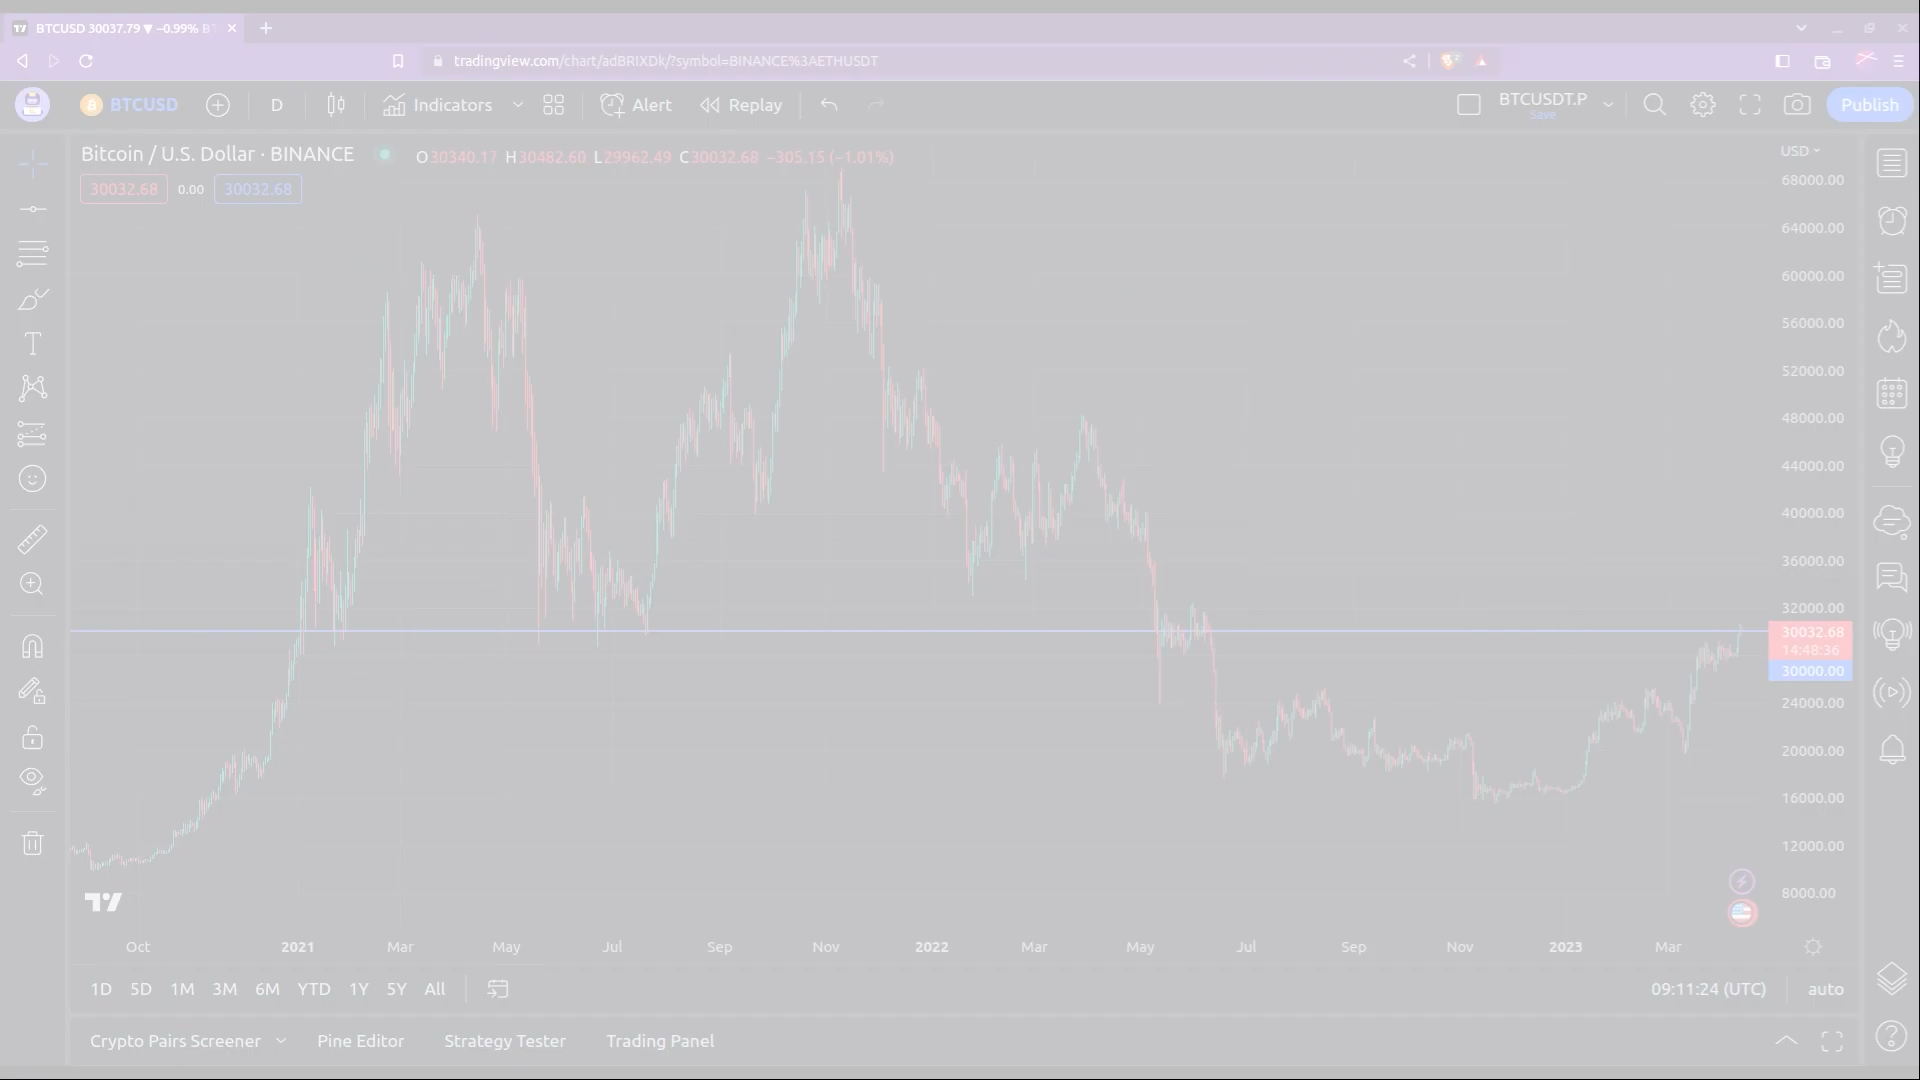 BTCUSD 30037.79 ▼ −0.99% B
tradingview.com/chart/adBRIXDk/?symbol=BINANCE%3AETHUSDT
BTCUSD D Indicators Alert Replay BTCUSDT.P Publish
Save
Bitcoin / U.S. Dollar · BINANCE O30340.17 H30482.60 L29962.49 C30032.68 −305.15 (−1.01%)
USD
30032.68 0.00 30032.68
68000.00
64000.00
60000.00
56000.00
52000.00
48000.00
44000.00
40000.00
36000.00
32000.00
30032.68
14:48:36
30000.00
24000.00
20000.00
16000.00
12000.00
8000.00
Oct 2021 Mar May Jul Sep Nov 2022 Mar May Jul Sep Nov 2023 Mar
1D 5D 1M 3M 6M YTD 1Y 5Y All 09:11:24 (UTC) auto
Crypto Pairs Screener Pine Editor Strategy Tester Trading Panel